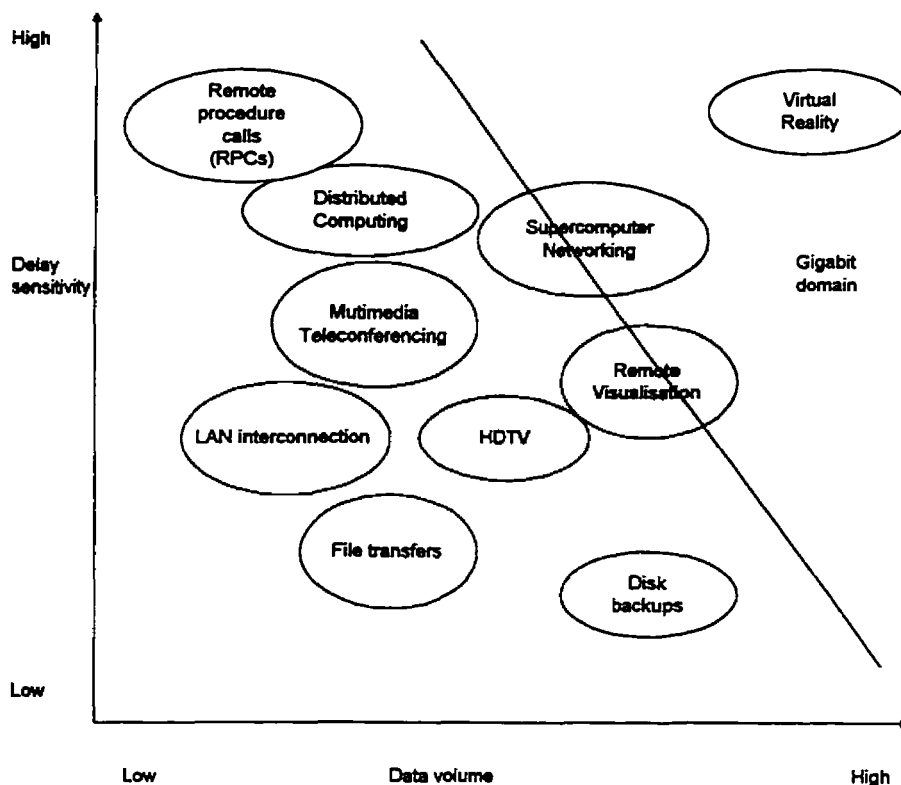 High
Remote
procedure
calls
(RPCs)
Virtual
Reality
Distributed
Computing
Supercomputer
Networking
Delay
sensitivity
Gigabit
domain
Mutimedia
Teleconferencing
Remote
Visualisation
LAN interconnection
HDTV
File transfers
Disk
backups
Low
Low
Data volume
High